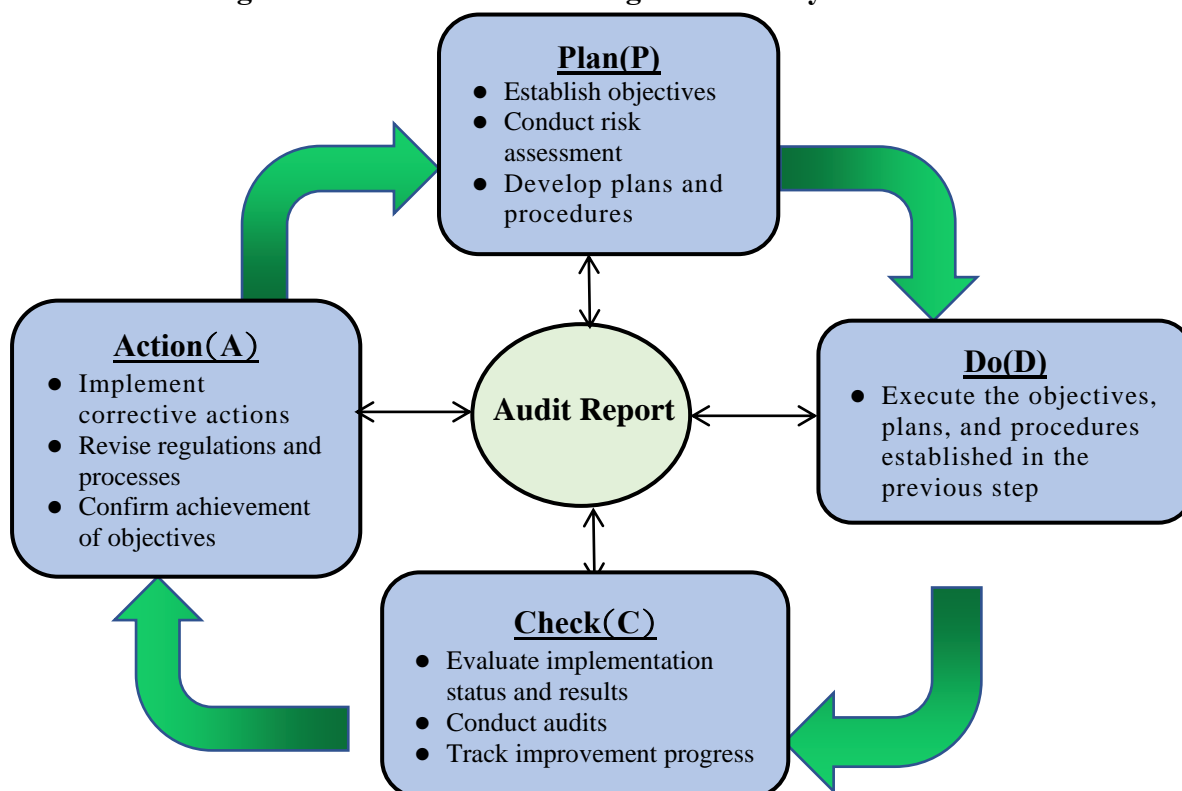 Plan(P)
● Establish objectives
● Conduct risk
assessment
● Develop plans and
procedures
Action(A)
● Implement
corrective actions
● Revise regulations and
processes
● Confirm achievement
of objectives
Audit Report
Do(D)
● Execute the objectives,
plans, and procedures
established in the
previous step
Check(C)
● Evaluate implementation
status and results
● Conduct audits
● Track improvement progress